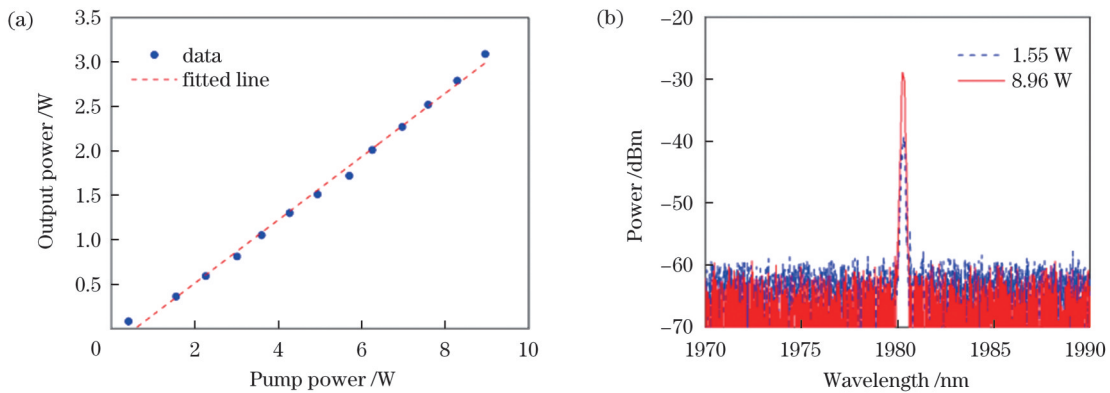 (a)
3.5
3.0
2.5
2.0
1.5
1.0
0.5
0
2
4
6
8
10
Output power /W
Pump power /W
data
fitted line
(b)
−20
−30
−40
−50
−60
−70
1970
1975
1980
1985
1990
Power /dBm
Wavelength /nm
1.55 W
8.96 W